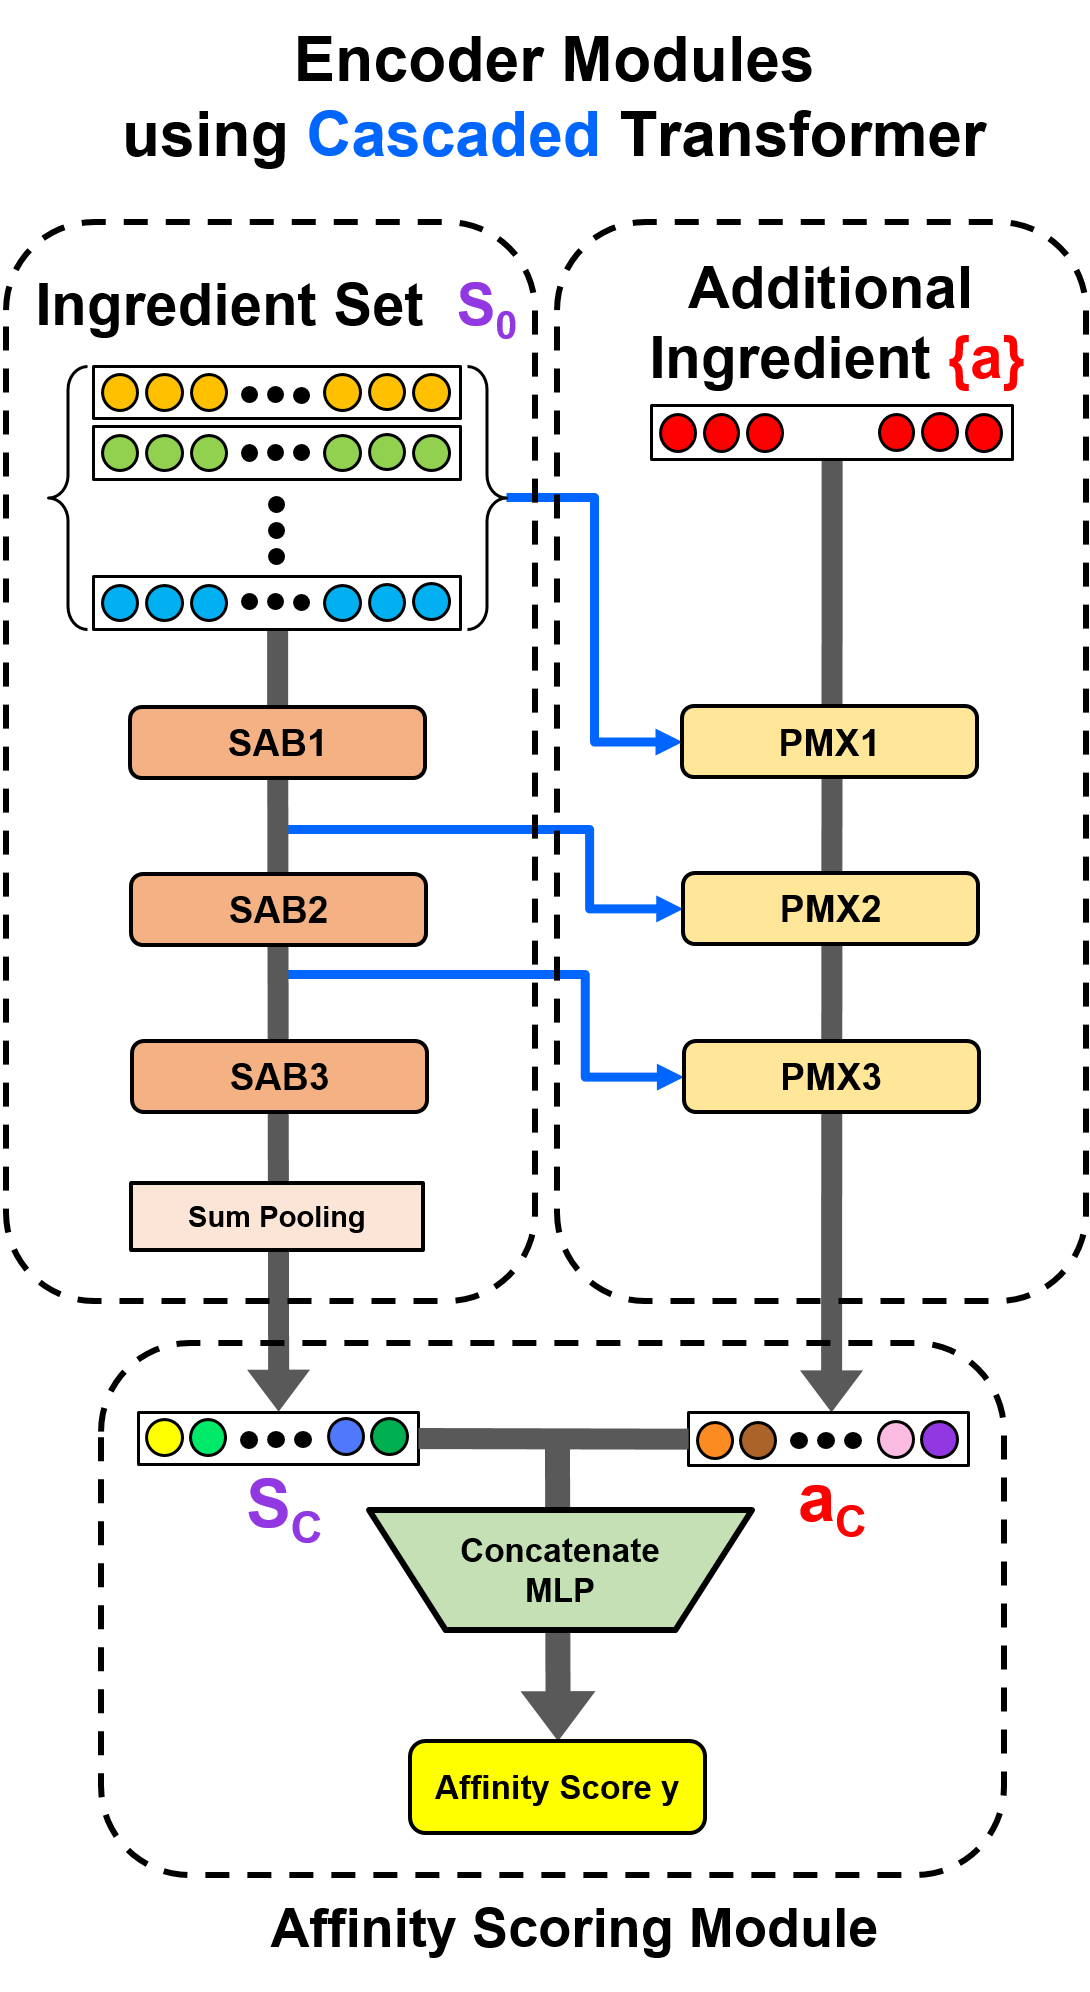 Encoder Modules
using Cascaded Transformer
Ingredient Set S₀
Additional
Ingredient {a}
SAB1
PMX1
SAB2
PMX2
SAB3
PMX3
Sum Pooling
S_C
a_C
Concatenate
MLP
Affinity Score y
Affinity Scoring Module